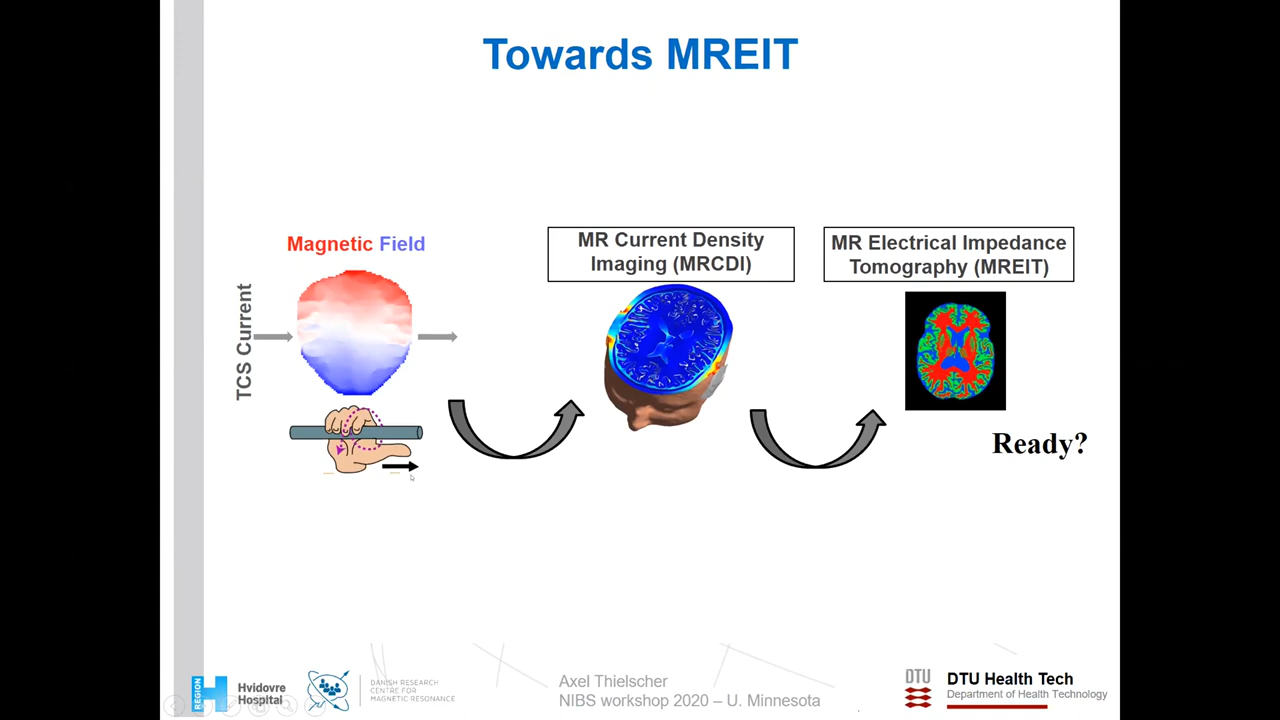 Towards MREIT
Magnetic Field
TCS Current
MR Current Density
Imaging (MRCDI)
MR Electrical Impedance
Tomography (MREIT)
Ready?
REGION
Hvidovre
Hospital
DANISH RESEARCH
CENTRE FOR
MAGNETIC RESONANCE
Axel Thielscher
NIBS workshop 2020 – U. Minnesota
DTU
DTU Health Tech
Department of Health Technology